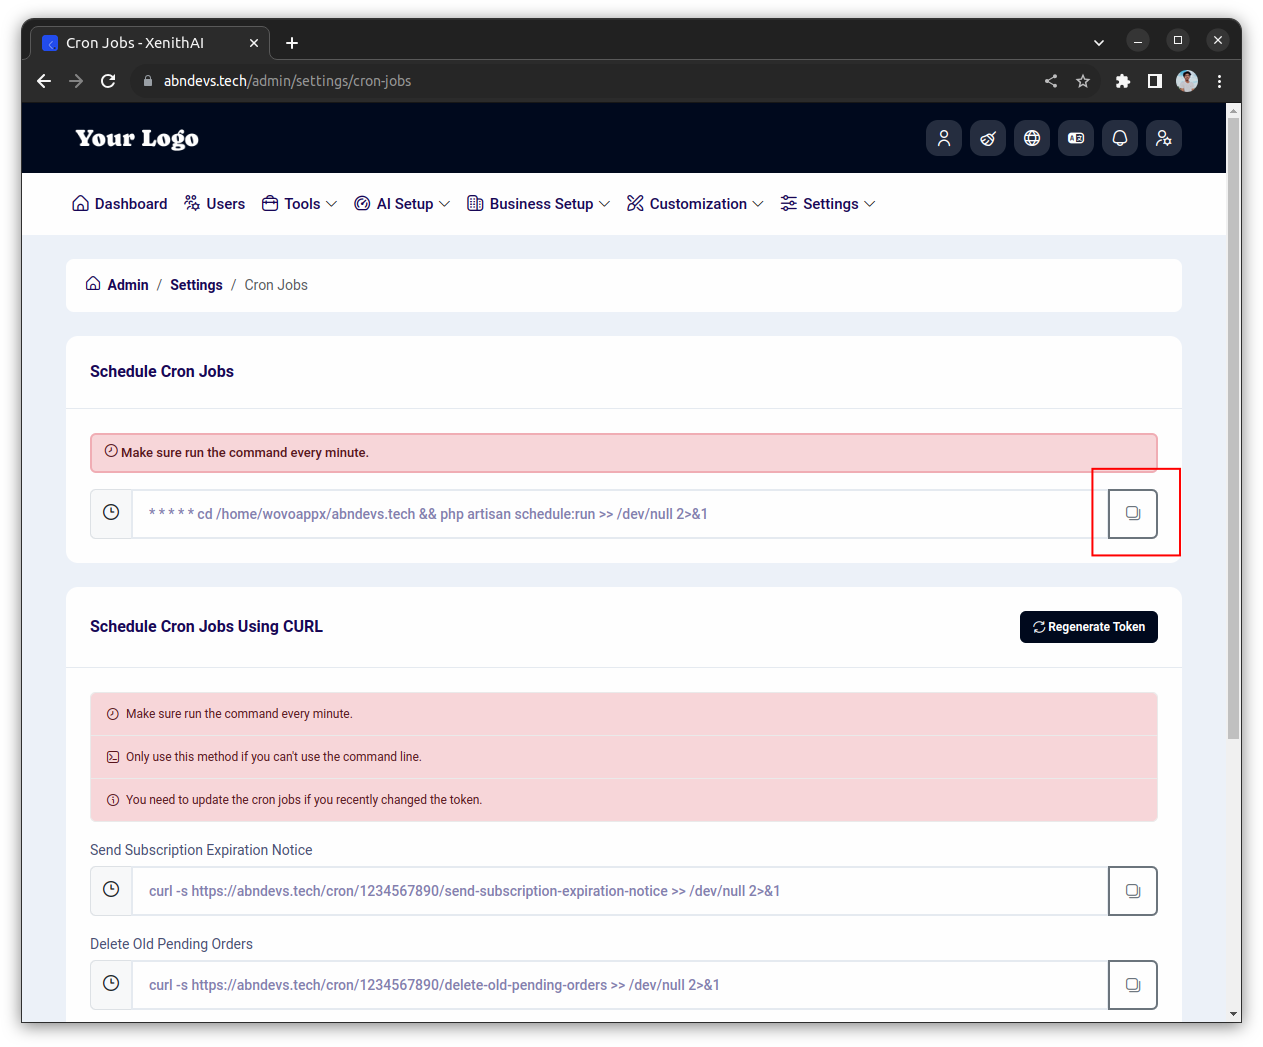 Cron Jobs - XenithAI
abndevs.tech/admin/settings/cron-jobs
Your Logo
Dashboard Users Tools AI Setup Business Setup Customization Settings
Admin / Settings / Cron Jobs
Schedule Cron Jobs
Make sure run the command every minute.
* * * * * cd /home/wovoappx/abndevs.tech && php artisan schedule:run >> /dev/null 2>&1
Schedule Cron Jobs Using CURL
Regenerate Token
Make sure run the command every minute.
Only use this method if you can't use the command line.
You need to update the cron jobs if you recently changed the token.
Send Subscription Expiration Notice
curl -s https://abndevs.tech/cron/1234567890/send-subscription-expiration-notice >> /dev/null 2>&1
Delete Old Pending Orders
curl -s https://abndevs.tech/cron/1234567890/delete-old-pending-orders >> /dev/null 2>&1